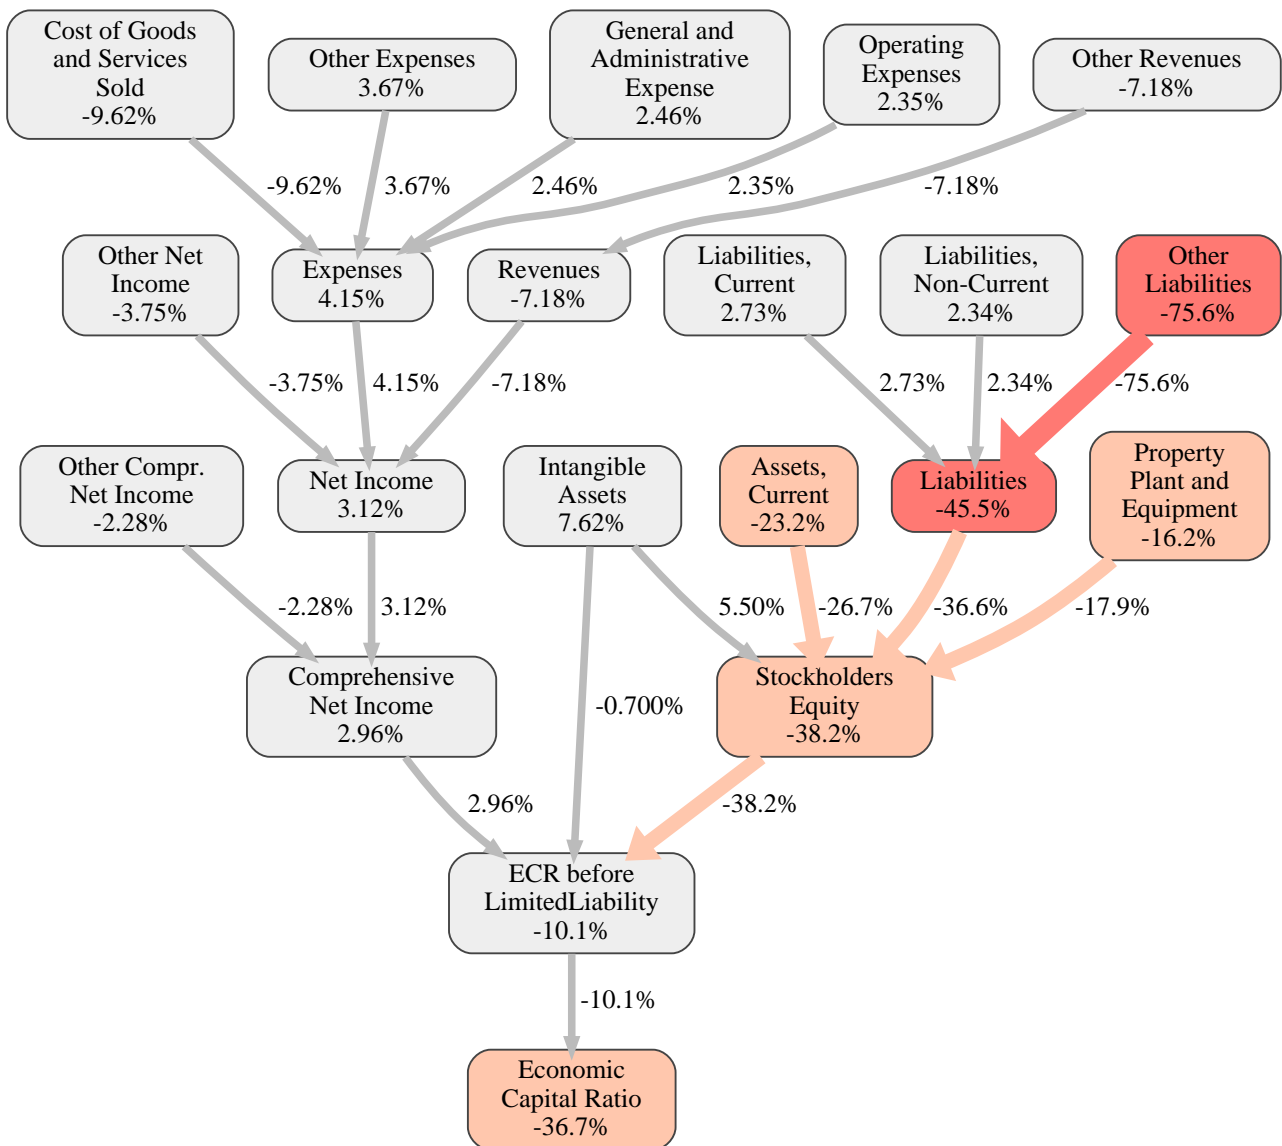 Cost of Goods
and Services
Sold
-9.62%
Other Expenses
3.67%
General and
Administrative
Expense
2.46%
Operating
Expenses
2.35%
Other Revenues
-7.18%
-9.62%
3.67%
2.46%
2.35%
-7.18%
Other Net
Income
-3.75%
Expenses
4.15%
Revenues
-7.18%
Liabilities,
Current
2.73%
Liabilities,
Non-Current
2.34%
Other
Liabilities
-75.6%
-3.75%
4.15%
-7.18%
2.73%
2.34%
-75.6%
Other Compr.
Net Income
-2.28%
Net Income
3.12%
Intangible
Assets
7.62%
Assets,
Current
-23.2%
Liabilities
-45.5%
Property
Plant and
Equipment
-16.2%
-2.28%
3.12%
5.50%
-26.7%
-36.6%
-17.9%
Comprehensive
Net Income
2.96%
-0.700%
Stockholders
Equity
-38.2%
2.96%
-38.2%
ECR before
LimitedLiability
-10.1%
-10.1%
Economic
Capital Ratio
-36.7%